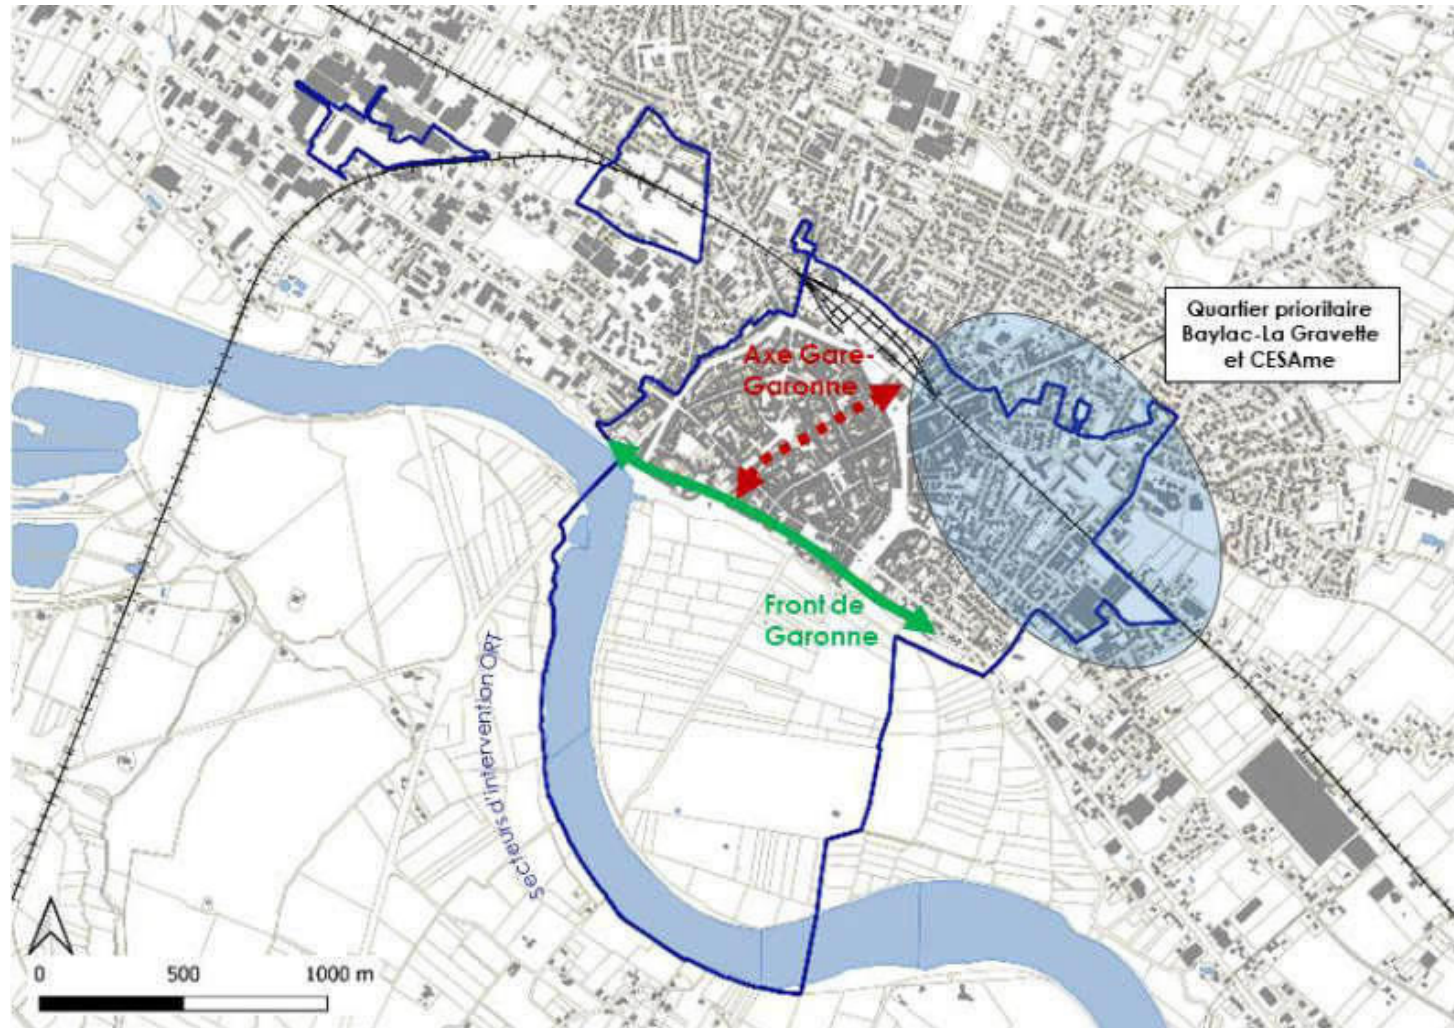 Quartier prioritaire
Baylac-La Gravette
et CESAme
Axe Gare-
Garonne
Front de
Garonne
Secteurs d'intervention ORT
0 500 1000 m